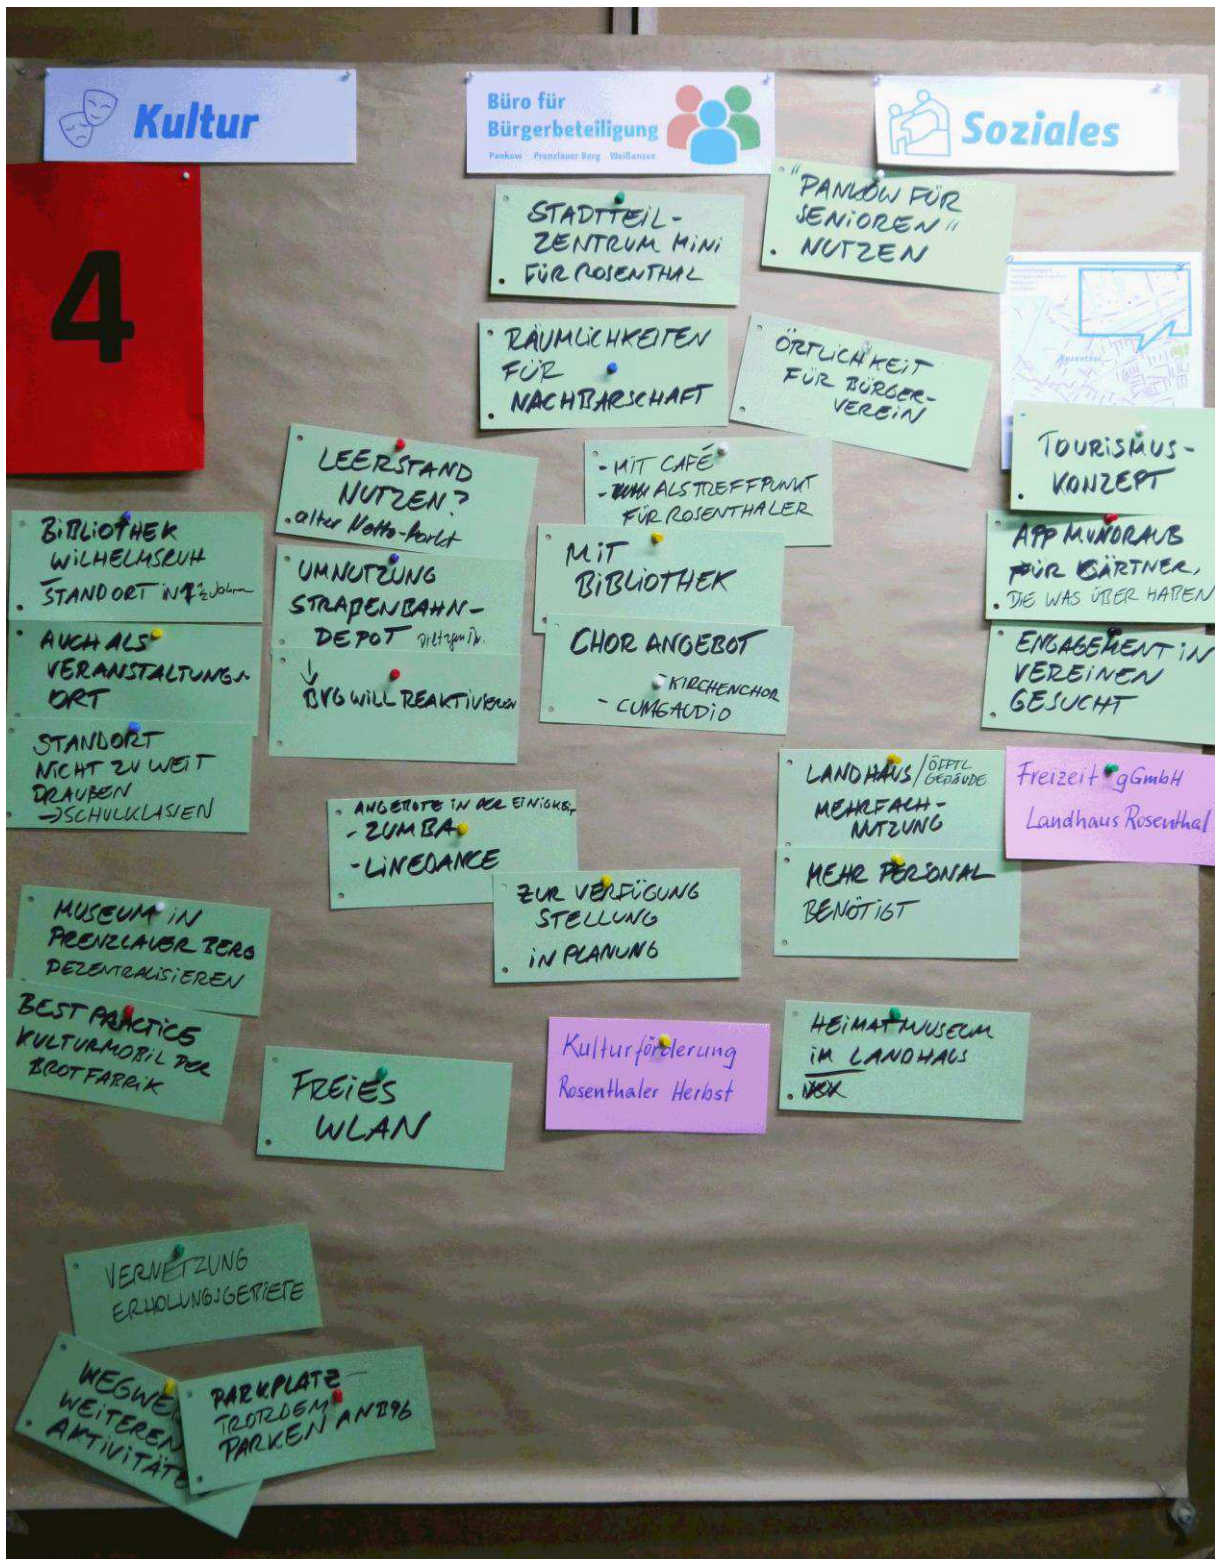 Kultur
Büro für
Bürgerbeteiligung
Pankow Prenzlauer Berg Weißensee
Soziales
4
STADTTEIL-
ZENTRUM MINI
FÜR ROSENTHAL
"PANKOW FÜR
SENIOREN"
NUTZEN
RÄUMLICHKEITEN
FÜR
NACHBARSCHAFT
ÖRTLICHKEIT
FÜR BÜRGER-
VEREIN
Rosenthal
TOURISMUS-
KONZEPT
LEERSTAND
NUTZEN?
alter Netto-Markt
- MIT CAFÉ
- ALS TREFFPUNKT
FÜR ROSENTHALER
BIBLIOTHEK
WILHELMSRUH
STANDORT IN
UMNUTZUNG
STRAßENBAHN-
DEPOT
MIT
BIBLIOTHEK
APP MUNDRAUB
FÜR GÄRTNER,
DIE WAS ÜBER HABEN
AUCH ALS
VERANSTALTUNGS-
ORT
↓
BVG WILL REAKTIVIEREN
CHOR ANGEBOT
- KIRCHENCHOR
- CUMGAUDIO
ENGAGEMENT IN
VEREINEN
GESUCHT
STANDORT
NICHT ZU WEIT
DRAUßEN
→ SCHULKLASSEN
ANGEBOTE IN DER EINIGKEIT
- ZUMBA
- LINEDANCE
LANDHAUS/ÖFFTL
GEBÄUDE
MEHRFACH-
NUTZUNG
Freizeit gGmbH
Landhaus Rosenthal
ZUR VERFÜGUNG
STELLUNG
IN PLANUNG
MEHR PERSONAL
BENÖTIGT
MUSEUM IN
PRENZLAUER BERG
DEZENTRALISIEREN
BEST PRACTICE
KULTURMOBIL DER
BROTFABRIK
FREIES
WLAN
Kulturförderung
Rosenthaler Herbst
HEIMATMUSEUM
IM LANDHAUS
VERNETZUNG
ERHOLUNGSGEBIETE
WEGWE
WEITEREN
AKTIVITÄTE
PARKPLATZ-
TROTZDEM
PARKEN AN B96